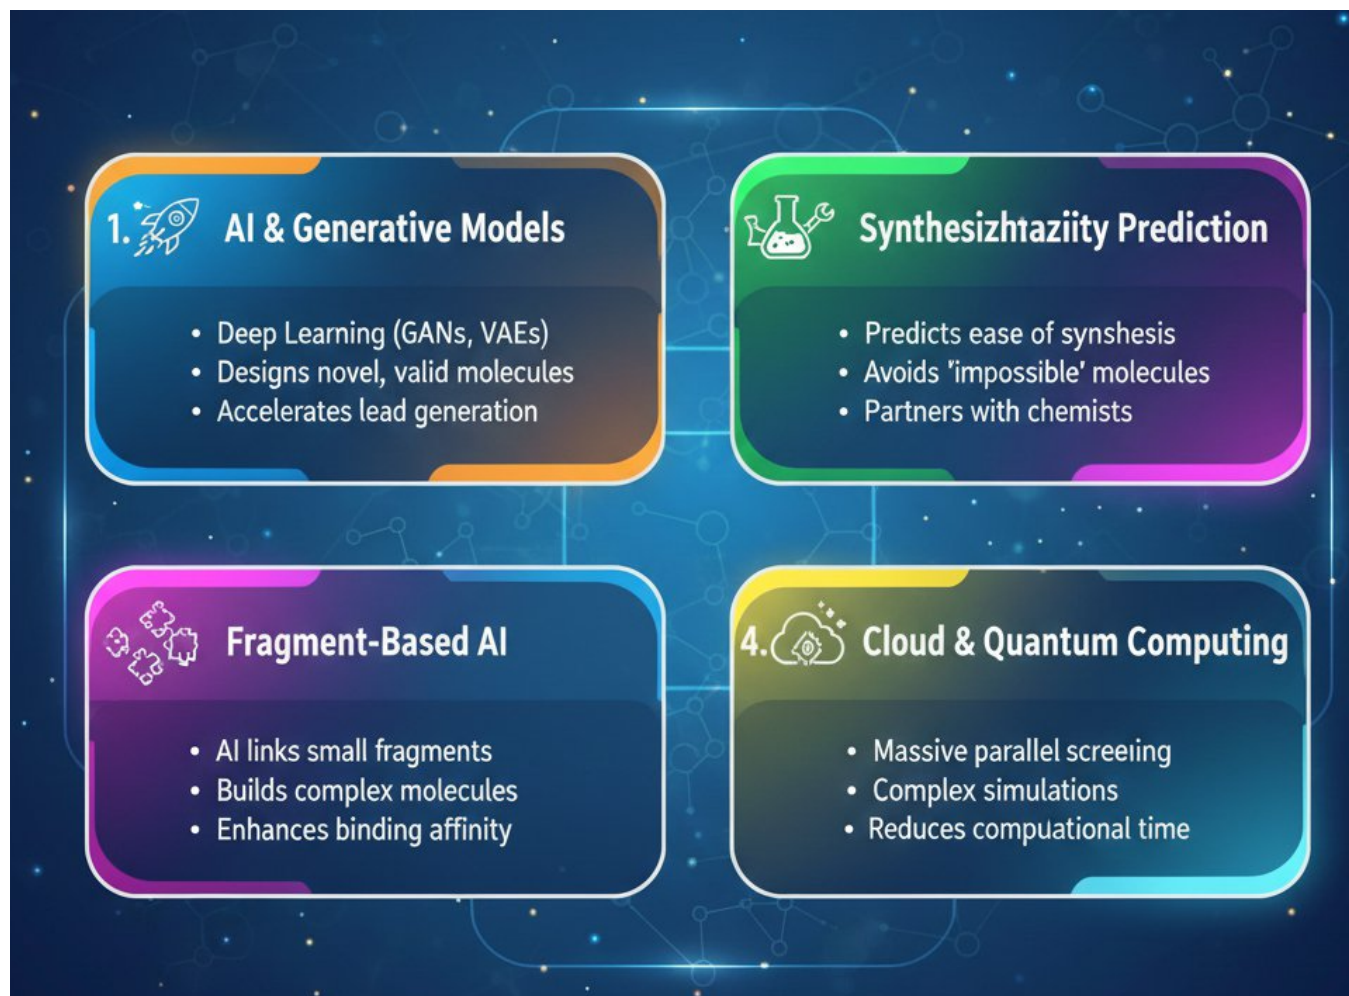 1. AI & Generative Models
• Deep Learning (GANs, VAEs)
• Designs novel, valid molecules
• Accelerates lead generation
Synthesizhtaziity Prediction
• Predicts ease of synshesis
• Avoids 'impossible' molecules
• Partners with chemists
Fragment-Based AI
• AI links small fragments
• Builds complex molecules
• Enhances binding affinity
4. Cloud & Quantum Computing
• Massive parallel screeling
• Complex simulations
• Reduces compuational time